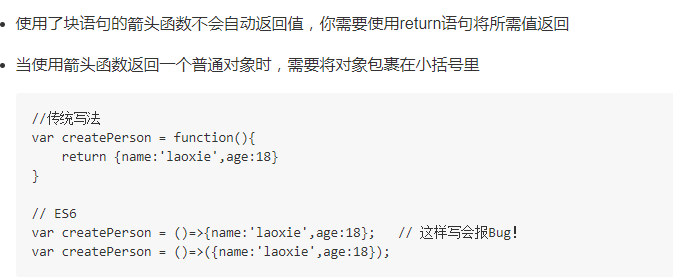 使用了块语句的箭头函数不会自动返回值，你需要使用return语句将所需值返回
当使用箭头函数返回一个普通对象时，需要将对象包裹在小括号里
//传统写法
var createPerson = function(){
    return {name:'laoxie',age:18}
}
// ES6
var createPerson = ()=>{name:'laoxie',age:18};   // 这样写会报Bug！
var createPerson = ()=>({name:'laoxie',age:18});